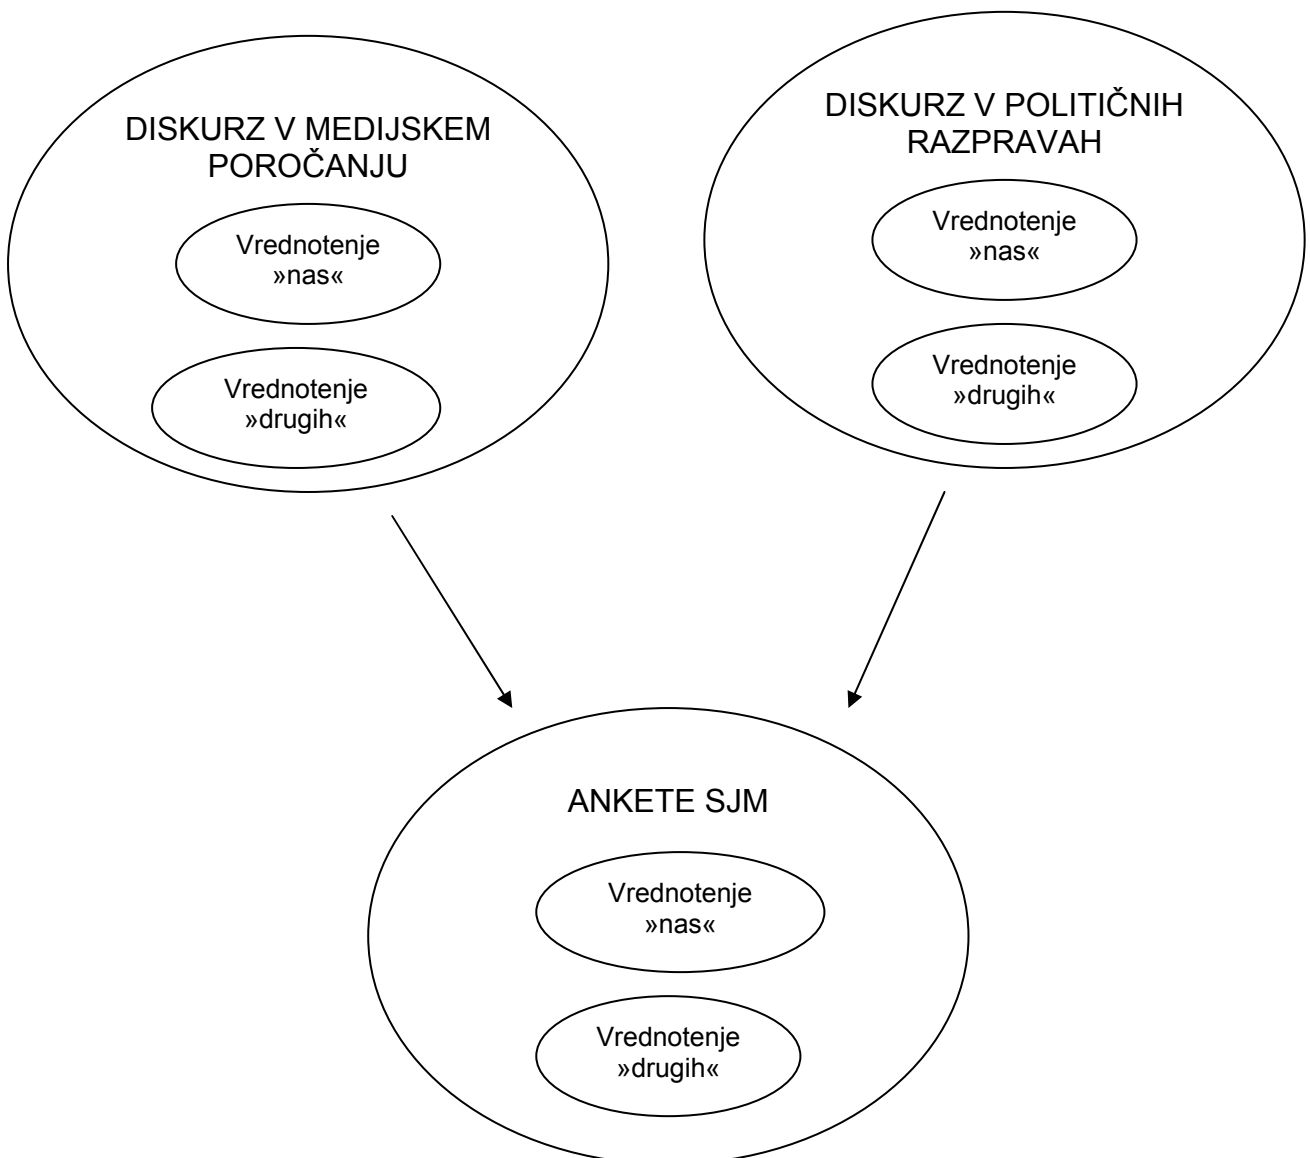 DISKURZ V MEDIJSKEM
POROČANJU
Vrednotenje
»nas«
Vrednotenje
»drugih«
DISKURZ V POLITIČNIH
RAZPRAVAH
Vrednotenje
»nas«
Vrednotenje
»drugih«
ANKETE SJM
Vrednotenje
»nas«
Vrednotenje
»drugih«